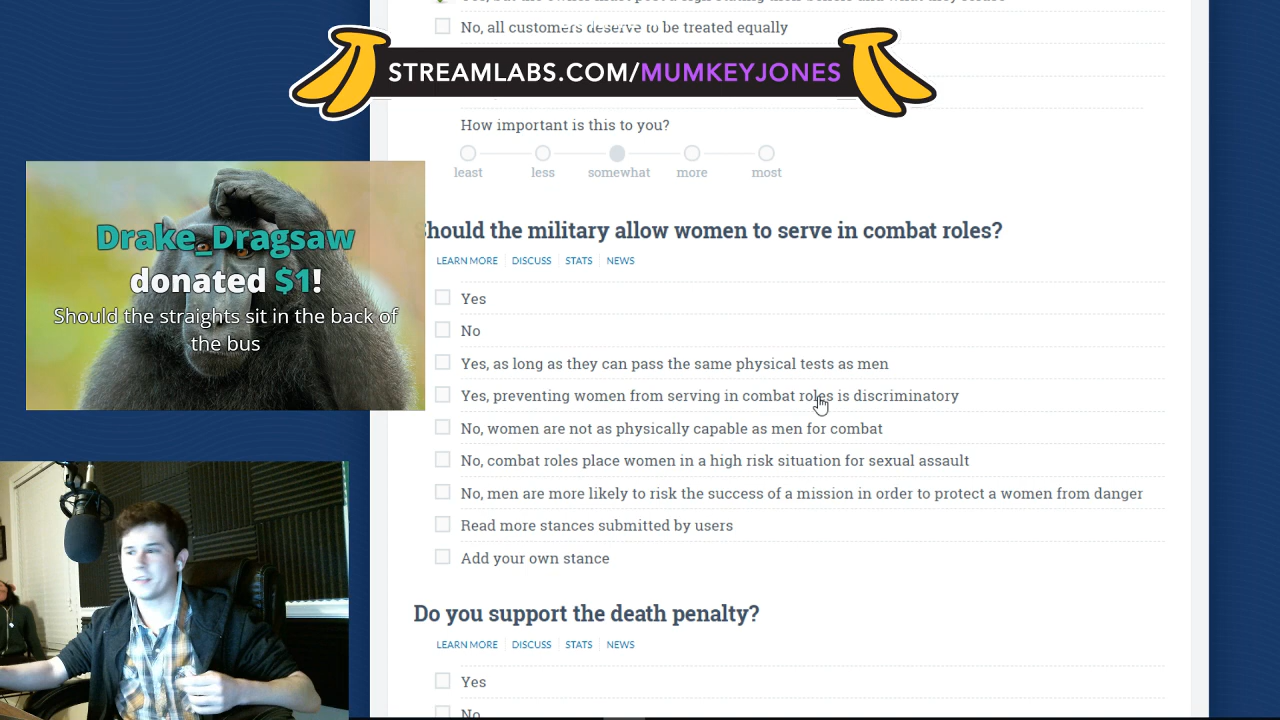 No, all customers deserve to be treated equally
STREAMLABS.COM/MUMKEYJONES
How important is this to you?
least less somewhat more most
Drake_Dragsaw
donated $1!
Should the straights sit in the back of
the bus
Should the military allow women to serve in combat roles?
LEARN MORE DISCUSS STATS NEWS
Yes
No
Yes, as long as they can pass the same physical tests as men
Yes, preventing women from serving in combat roles is discriminatory
No, women are not as physically capable as men for combat
No, combat roles place women in a high risk situation for sexual assault
No, men are more likely to risk the success of a mission in order to protect a women from danger
Read more stances submitted by users
Add your own stance
Do you support the death penalty?
LEARN MORE DISCUSS STATS NEWS
Yes
No